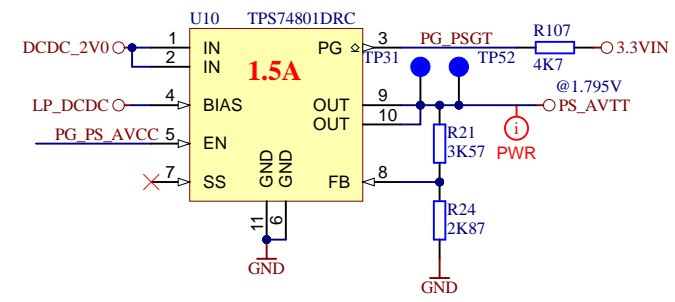 U10 TPS74801DRC
DCDC_2V0 1 IN PG 3 PG_PSGT R107 3.3VIN
2 IN TP31 TP52 4K7
1.5A
@1.795V
LP_DCDC 4 BIAS OUT 9 PS_AVTT
OUT 10
PG_PS_AVCC 5 EN R21
i
3K57
PWR
7 SS GND GND FB 8
R24
11 6 2K87
GND GND